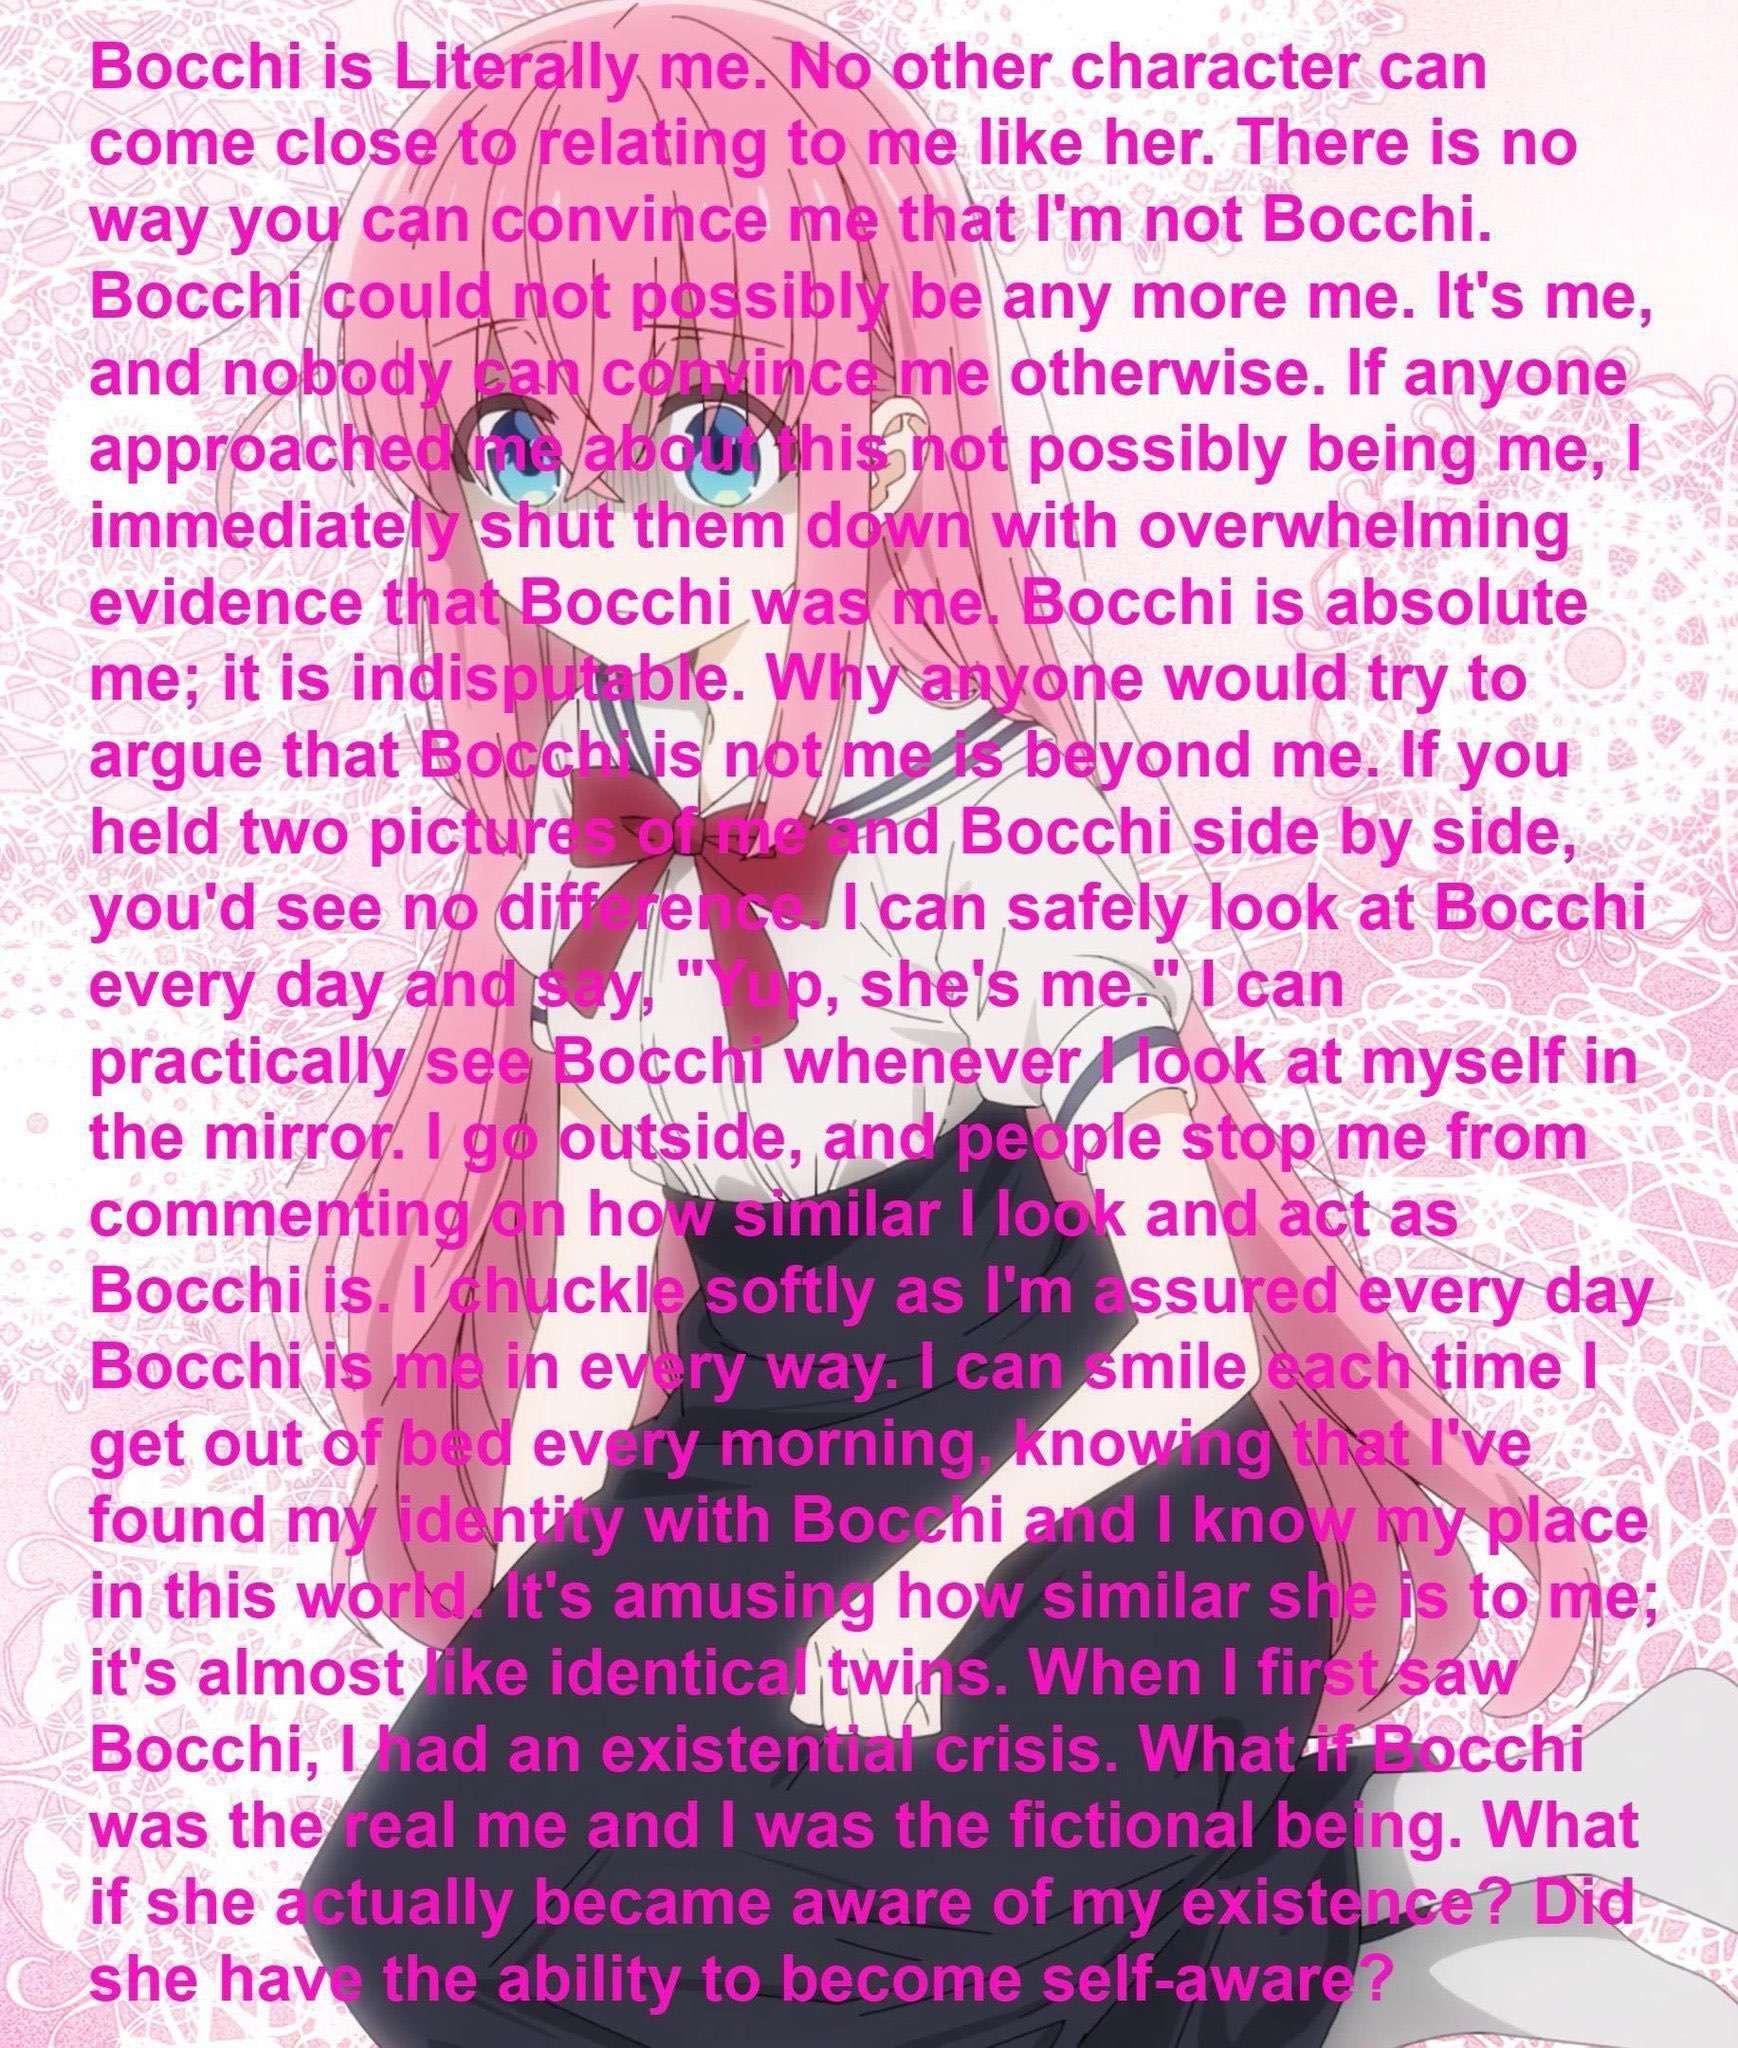 Bocchi is Literally me. No other character can
come close to relating to me like her. There is no
way you can convince me that I'm not Bocchi.
Bocchi could not possibly be any more me. It's me,
and nobody can convince me otherwise. If anyone
approached me about this not possibly being me, I
immediately shut them down with overwhelming
evidence that Bocchi was me. Bocchi is absolute
me; it is indisputable. Why anyone would try to
argue that Bocchi is not me is beyond me. If you
held two pictures of me and Bocchi side by side,
you'd see no difference. I can safely look at Bocchi
every day and say, "Yup, she's me." I can
practically see Bocchi whenever I look at myself in
the mirror. I go outside, and people stop me from
commenting on how similar I look and act as
Bocchi is. I chuckle softly as I'm assured every day
Bocchi is me in every way. I can smile each time I
get out of bed every morning, knowing that I've
found my identity with Bocchi and I know my place
in this world. It's amusing how similar she is to me;
it's almost like identical twins. When I first saw
Bocchi, I had an existential crisis. What if Bocchi
was the real me and I was the fictional being. What
if she actually became aware of my existence? Did
she have the ability to become self-aware?